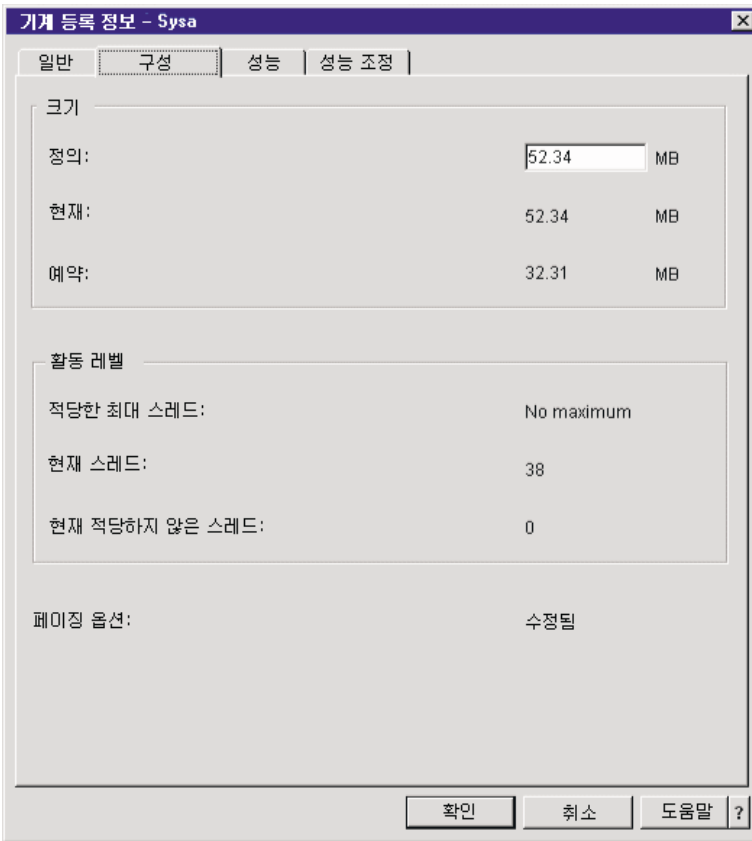 기계 등록 정보 - Sysa
일반 구성 성능 성능 조정
크기
정의: 52.34 MB
현재: 52.34 MB
예약: 32.31 MB
활동 레벨
적당한 최대 스레드: No maximum
현재 스레드: 38
현재 적당하지 않은 스레드: 0
페이징 옵션: 수정됨
확인 취소 도움말 ?